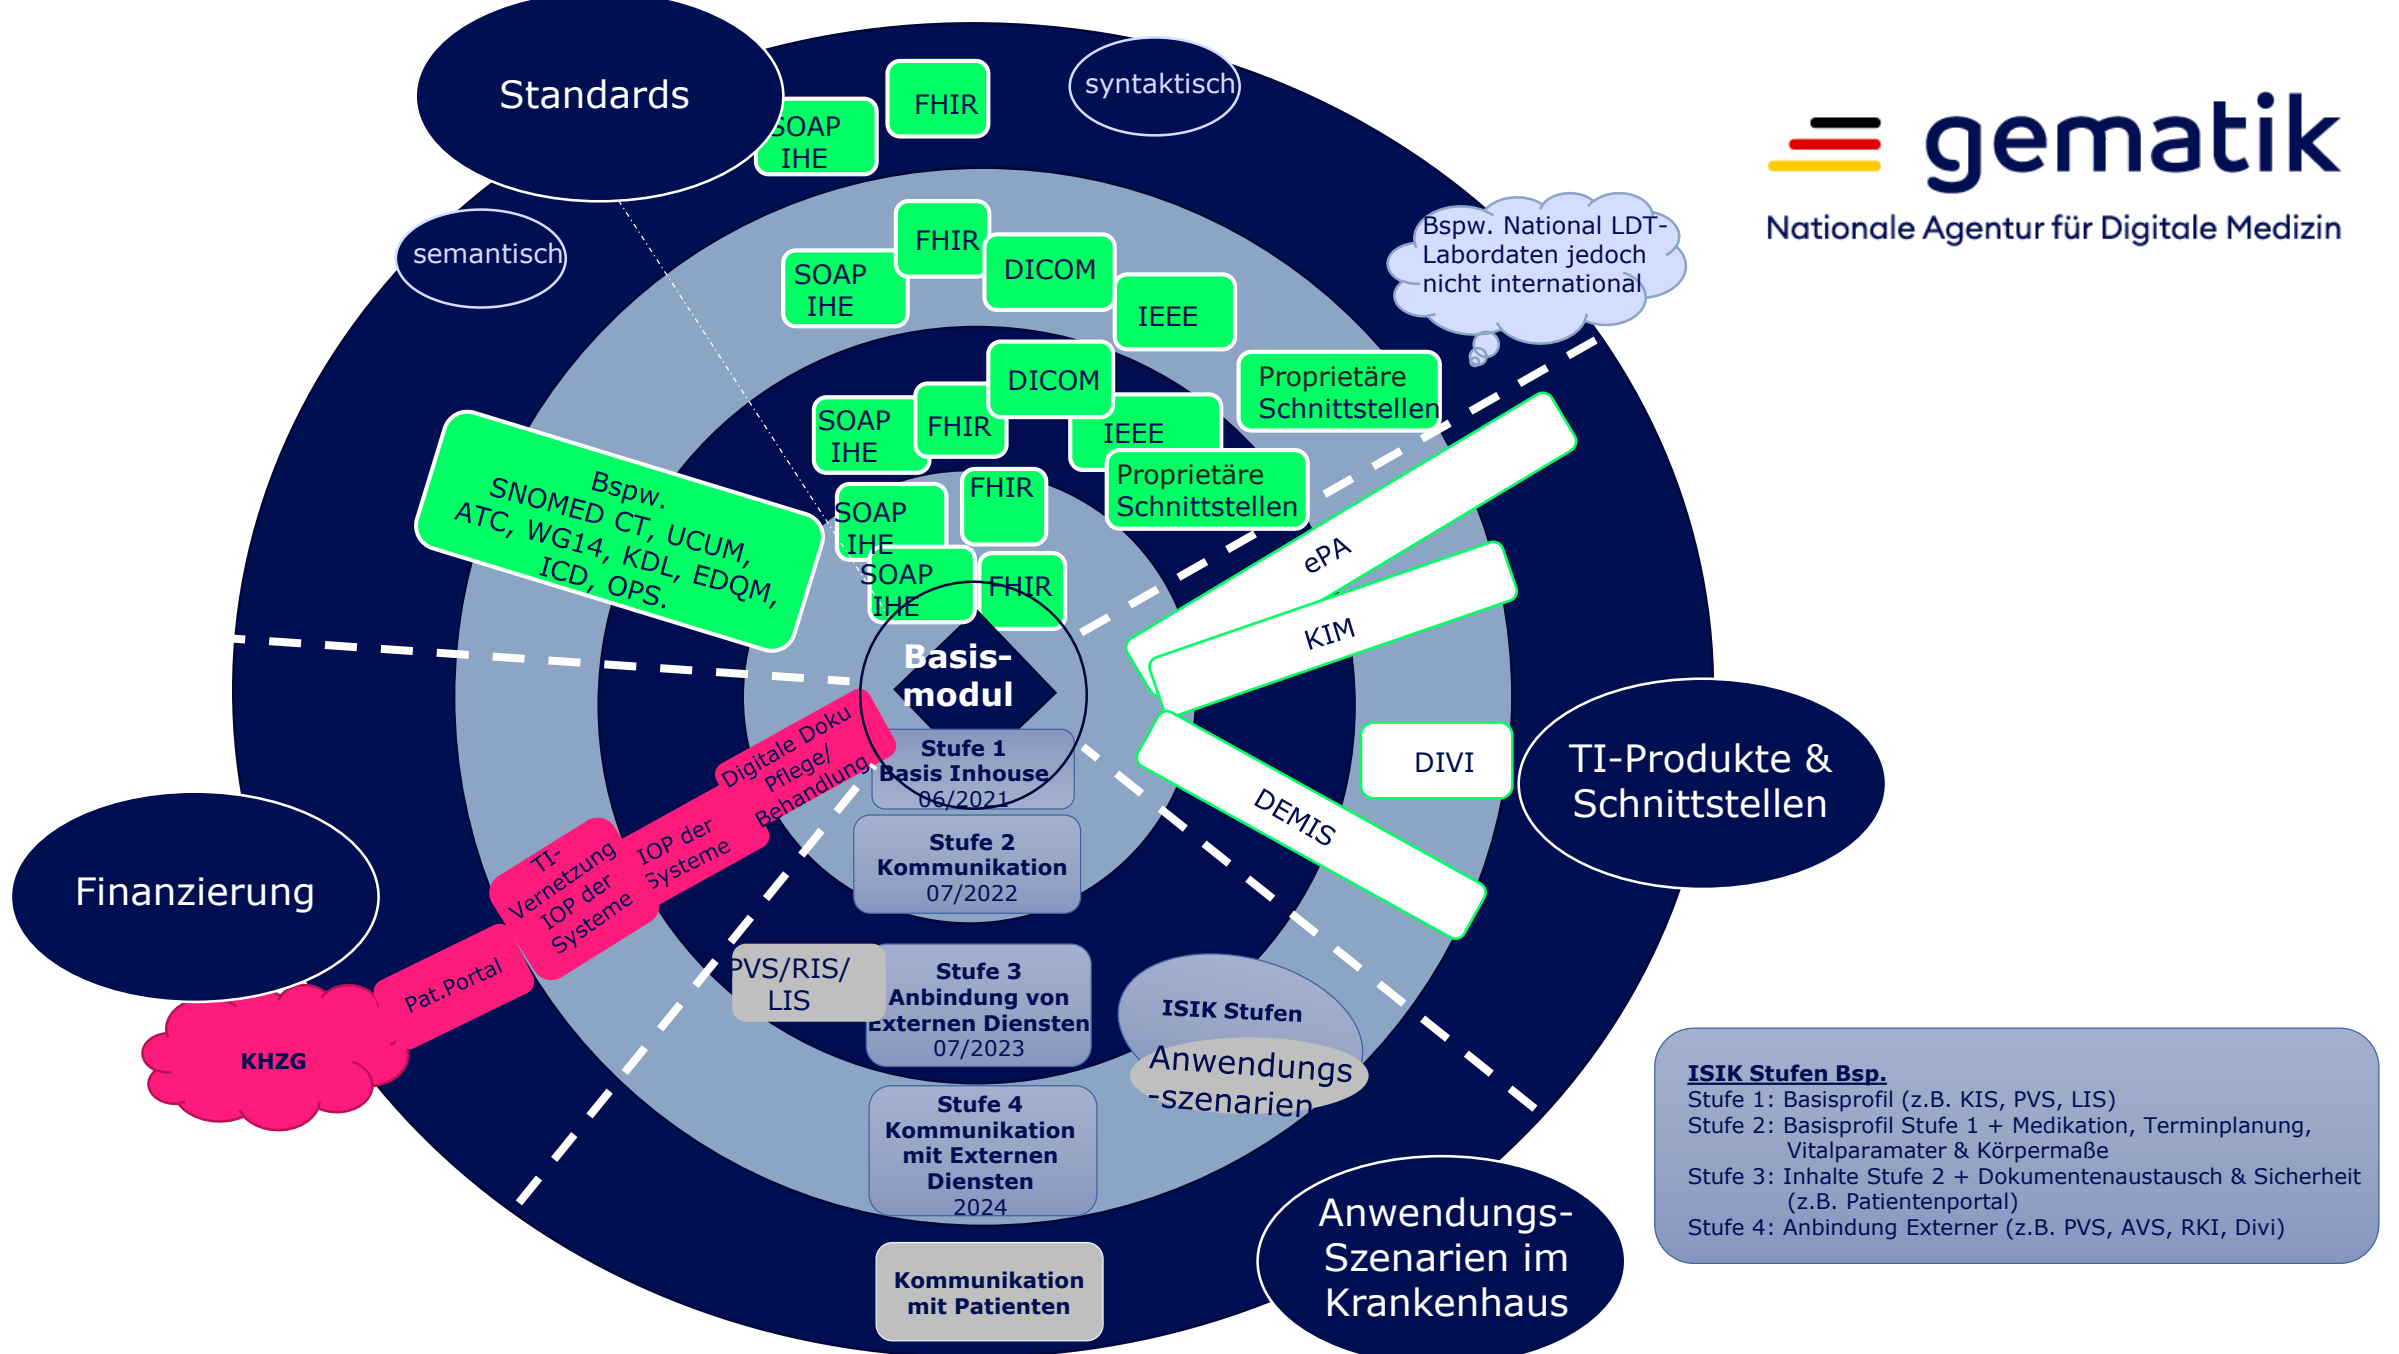 Standards
SOAP
IHE
FHIR
syntaktisch
semantisch
gematik
Nationale Agentur für Digitale Medizin
Bspw. National LDT-
Labordaten jedoch
nicht international
SOAP
IHE
FHIR
DICOM
IEEE
Proprietäre
Schnittstellen
SOAP
IHE
FHIR
DICOM
IEEE
Proprietäre
Schnittstellen
SOAP
IHE
FHIR
SOAP
IHE
FHIR
Bspw.
SNOMED CT, UCUM,
ATC, WG14, KDL, EDQM,
ICD, OPS.
Basis-
modul
ePA
KIM
DIVI
DEMIS
TI-Produkte &
Schnittstellen
Digitale Doku
Pflege/
Behandlung
IOP der
Systeme
TI-
Vernetzung
IOP der
Systeme
Pat.Portal
Finanzierung
KHZG
Stufe 1
Basis Inhouse
06/2021
Stufe 2
Kommunikation
07/2022
PVS/RIS/
LIS
Stufe 3
Anbindung von
Externen Diensten
07/2023
Stufe 4
Kommunikation
mit Externen
Diensten
2024
Kommunikation
mit Patienten
ISIK Stufen
Anwendungs
-szenarien
Anwendungs-
Szenarien im
Krankenhaus
ISIK Stufen Bsp.
Stufe 1: Basisprofil (z.B. KIS, PVS, LIS)
Stufe 2: Basisprofil Stufe 1 + Medikation, Terminplanung,
Vitalparamater & Körpermaße
Stufe 3: Inhalte Stufe 2 + Dokumentenaustausch & Sicherheit
(z.B. Patientenportal)
Stufe 4: Anbindung Externer (z.B. PVS, AVS, RKI, Divi)